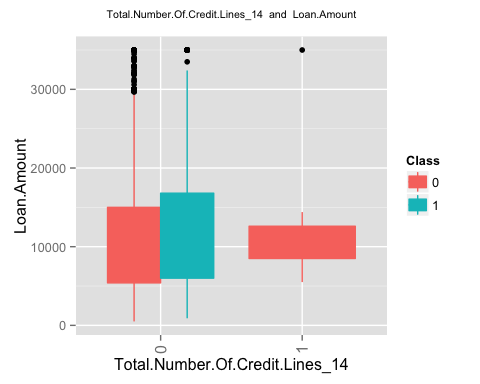 Total.Number.Of.Credit.Lines_14 and Loan.Amount
Loan.Amount
30000
20000
10000
0
0
1
Total.Number.Of.Credit.Lines_14
Class
0
1